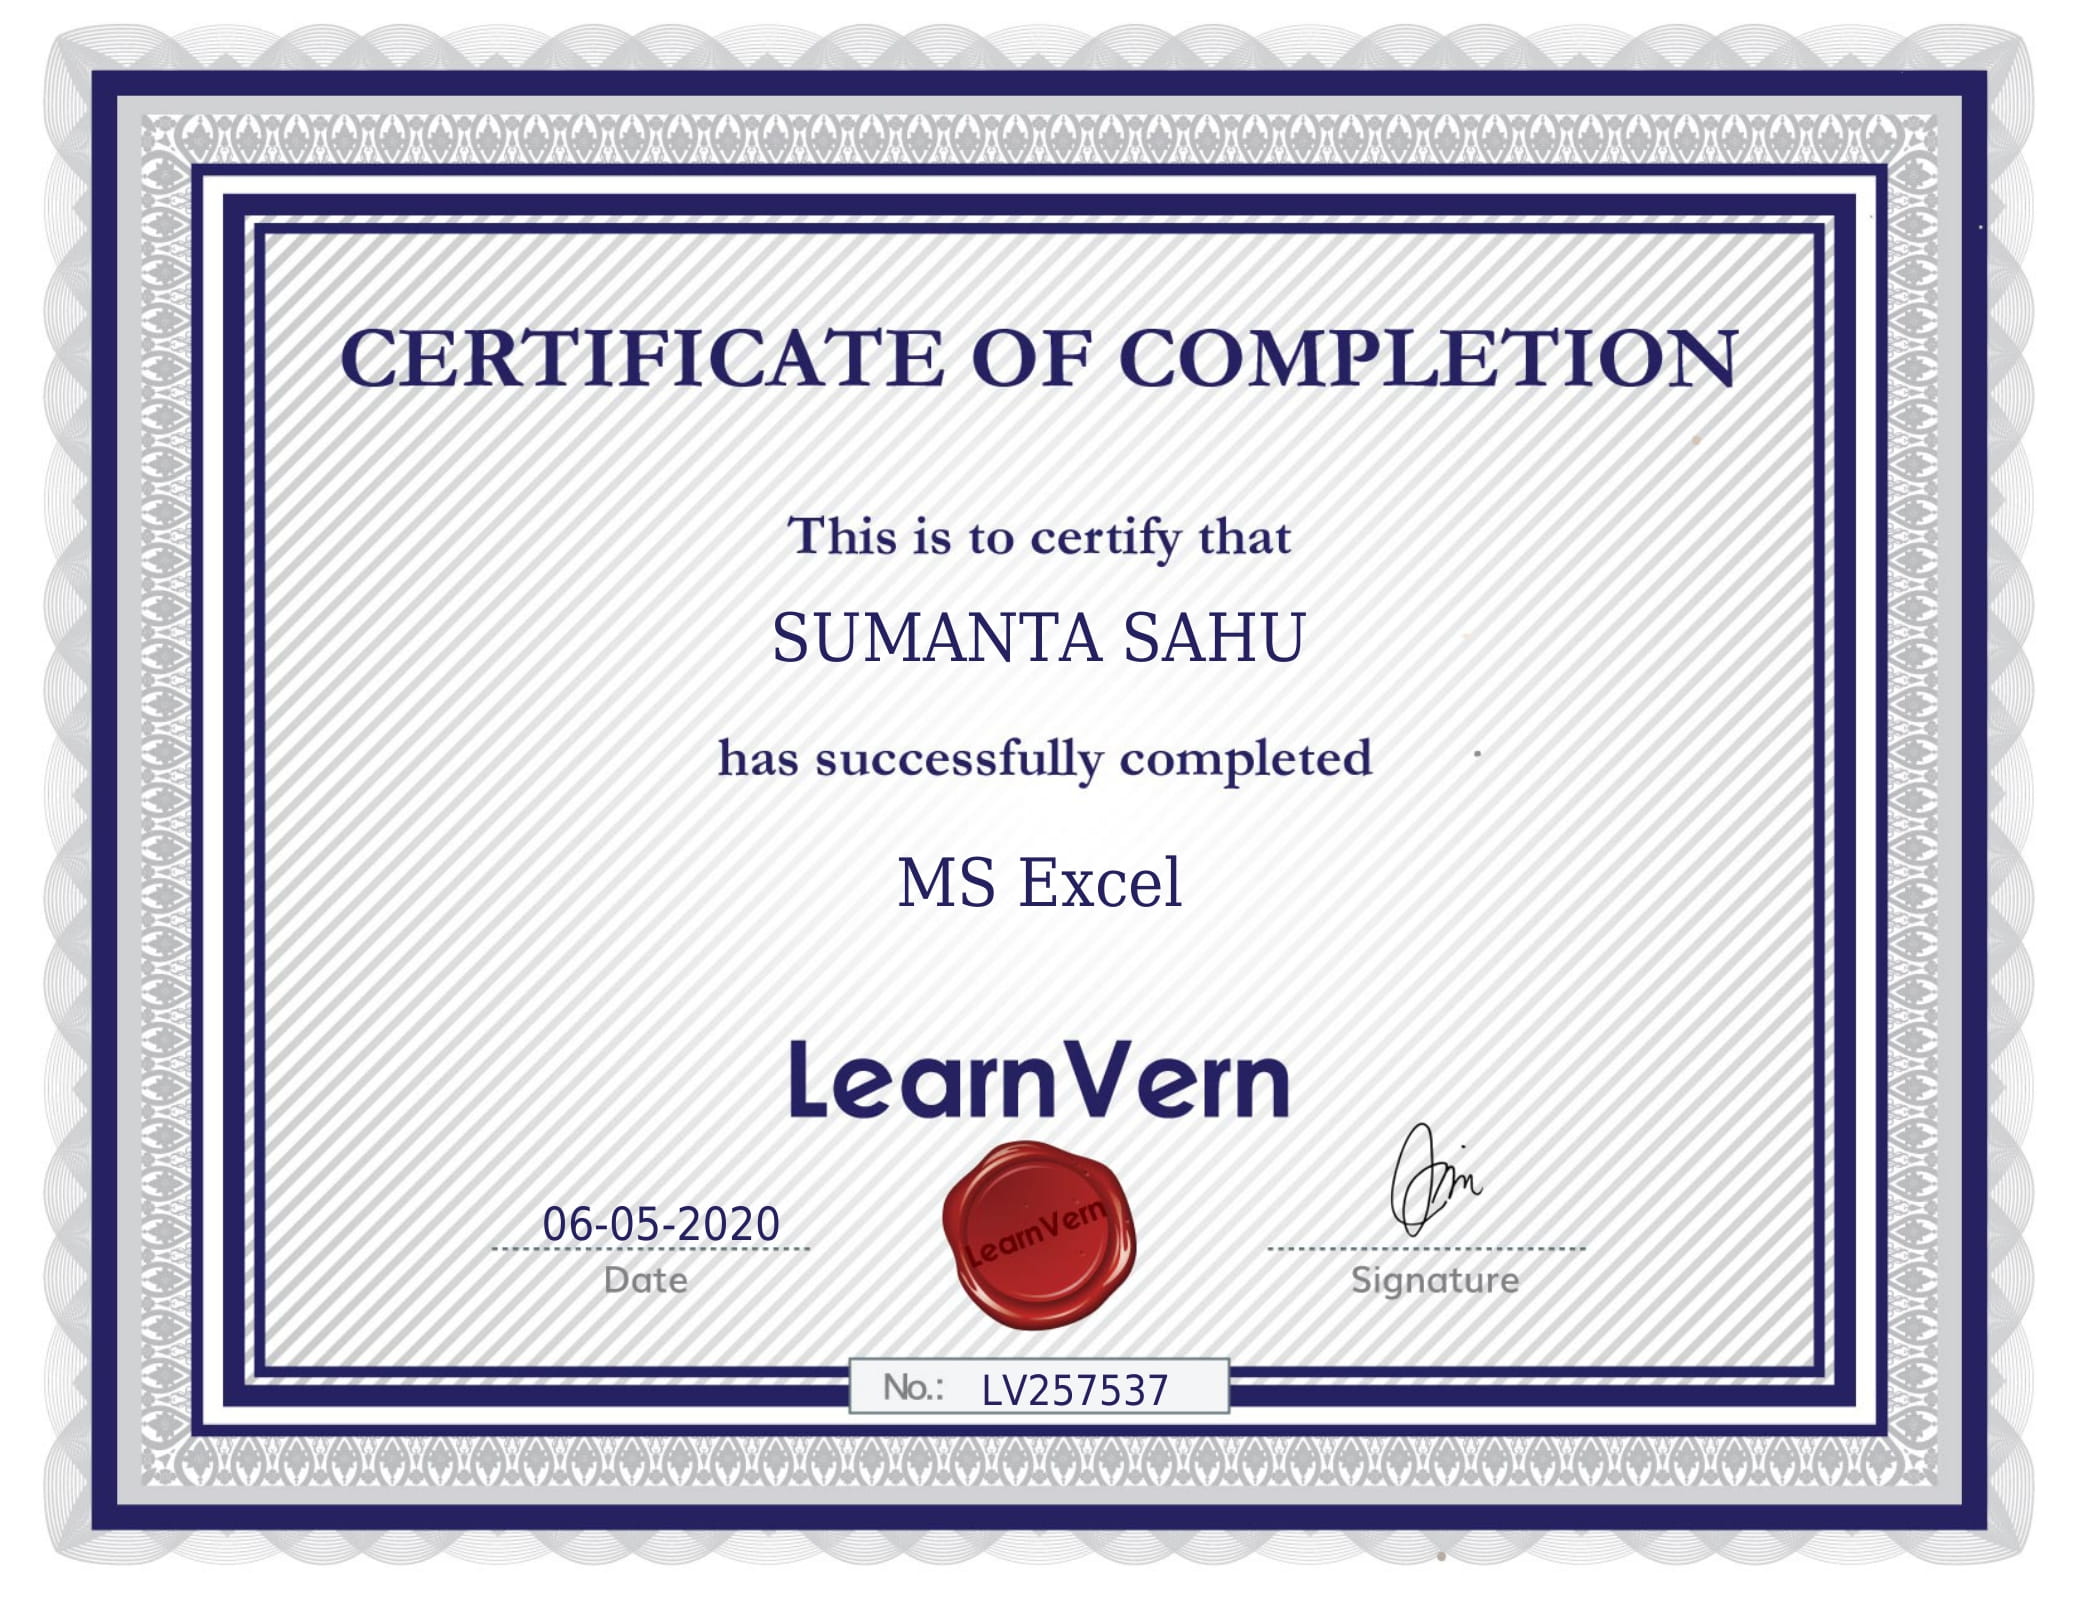 CERTIFICATE OF COMPLETION
This is to certify that
SUMANTA SAHU
has successfully completed
MS Excel
LearnVern
LearnVern
06-05-2020
Date
Signature
No.: LV257537